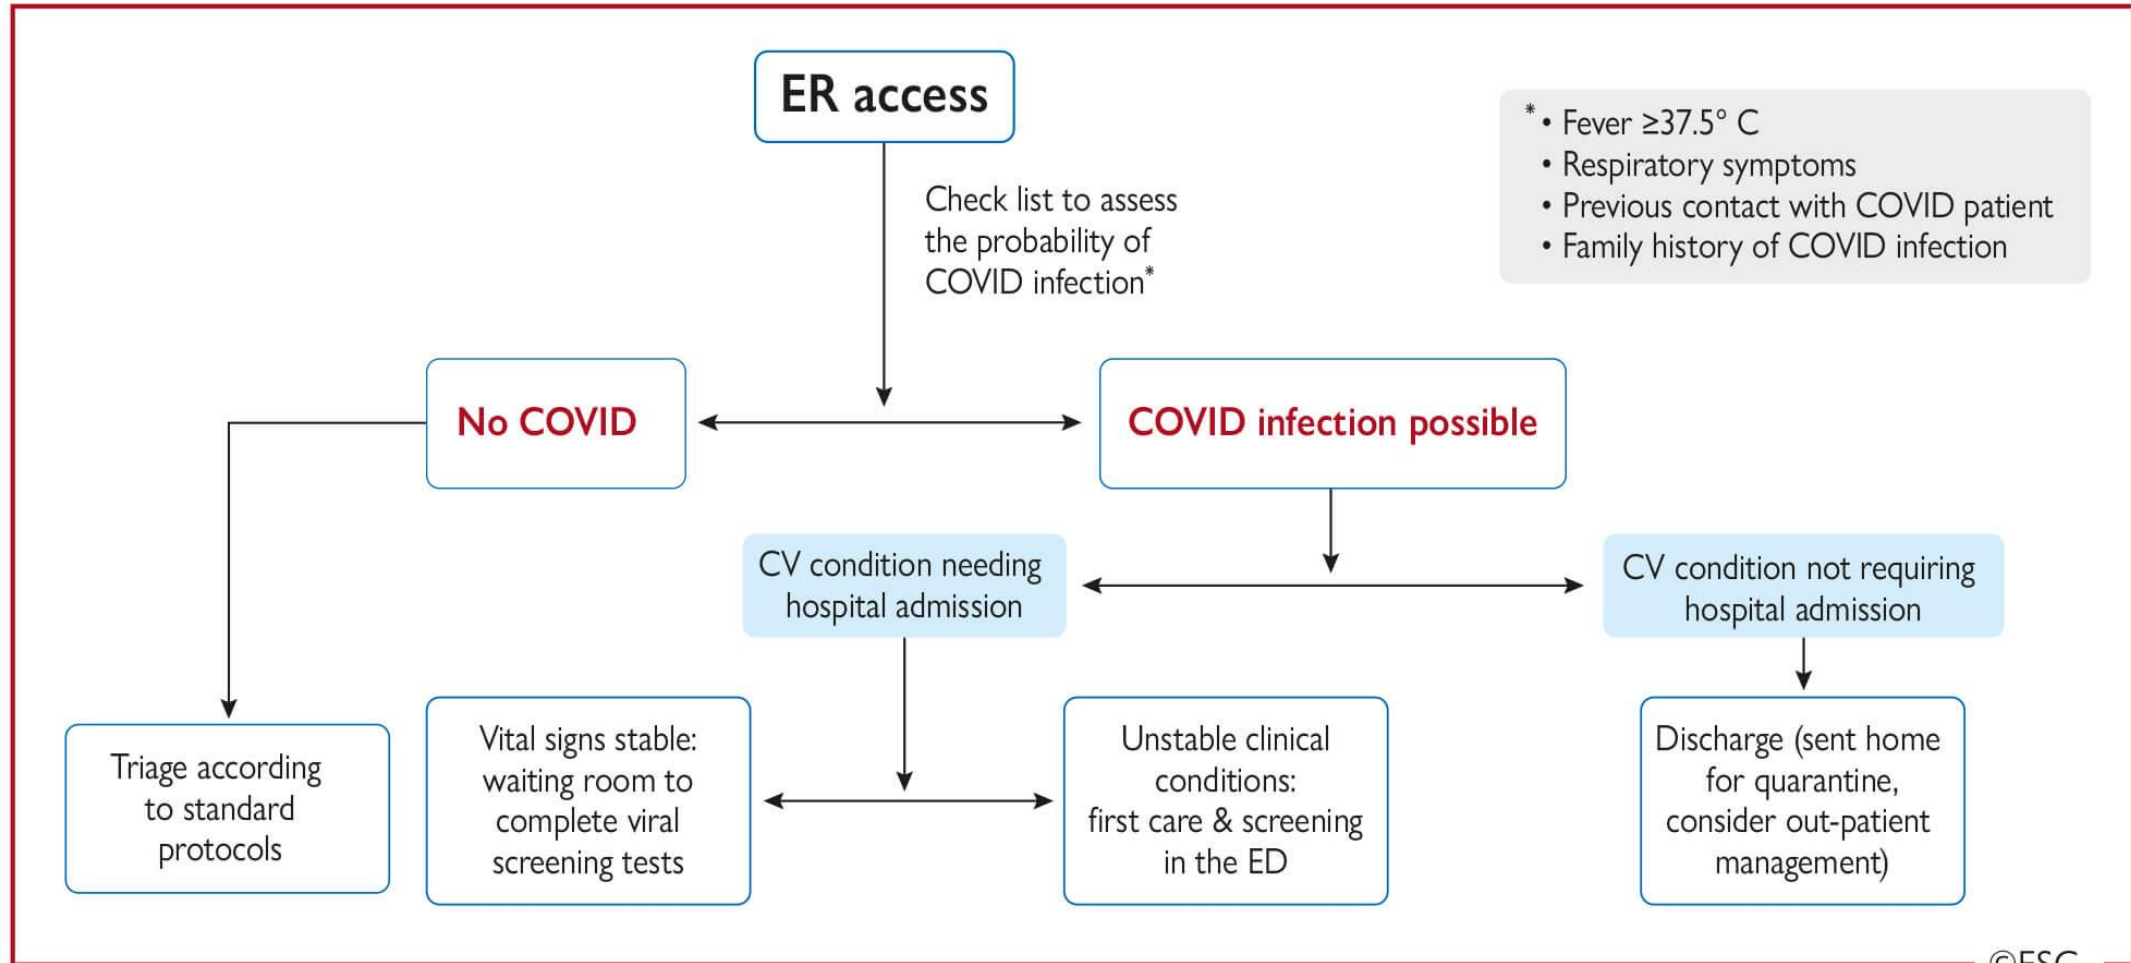 ER access
* • Fever ≥37.5° C
• Respiratory symptoms
• Previous contact with COVID patient
• Family history of COVID infection
Check list to assess
the probability of
COVID infection*
No COVID
COVID infection possible
CV condition needing
hospital admission
CV condition not requiring
hospital admission
Triage according
to standard
protocols
Vital signs stable:
waiting room to
complete viral
screening tests
Unstable clinical
conditions:
first care & screening
in the ED
Discharge (sent home
for quarantine,
consider out-patient
management)
©ESC